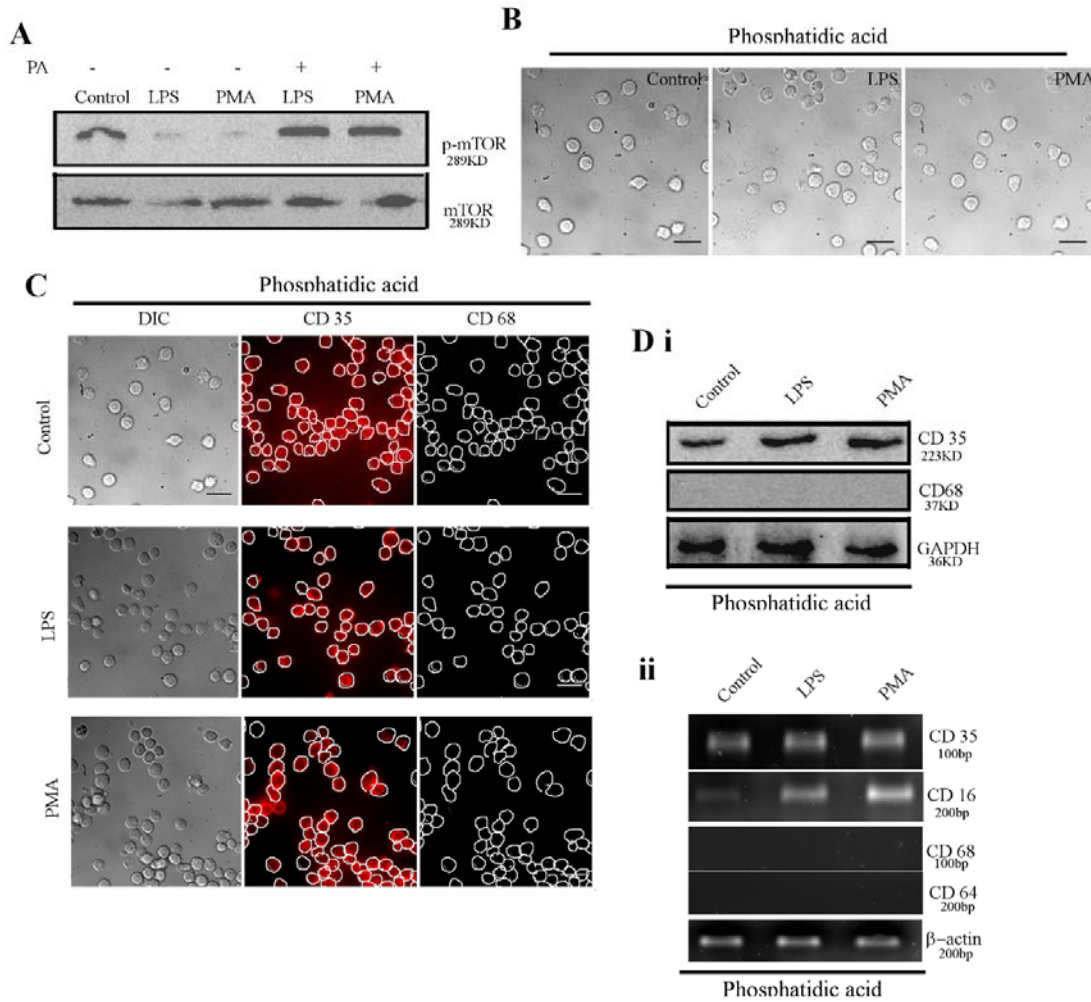 A
PA - - - + +
Control LPS PMA LPS PMA
p-mTOR
289KD
mTOR
289KD
B
Phosphatidic acid
Control LPS PMA
C
Phosphatidic acid
DIC CD 35 CD 68
Control
LPS
PMA
D i
Control LPS PMA
CD 35
223KD
CD68
37KD
GAPDH
36KD
Phosphatidic acid
ii
Control LPS PMA
CD 35
100bp
CD 16
200bp
CD 68
100bp
CD 64
200bp
β-actin
200bp
Phosphatidic acid